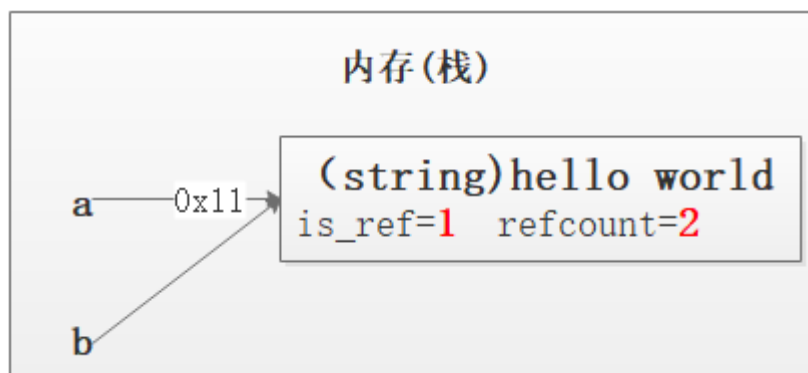 内存(栈)
(string)hello world
a 0x11
is_ref=1 refcount=2
b